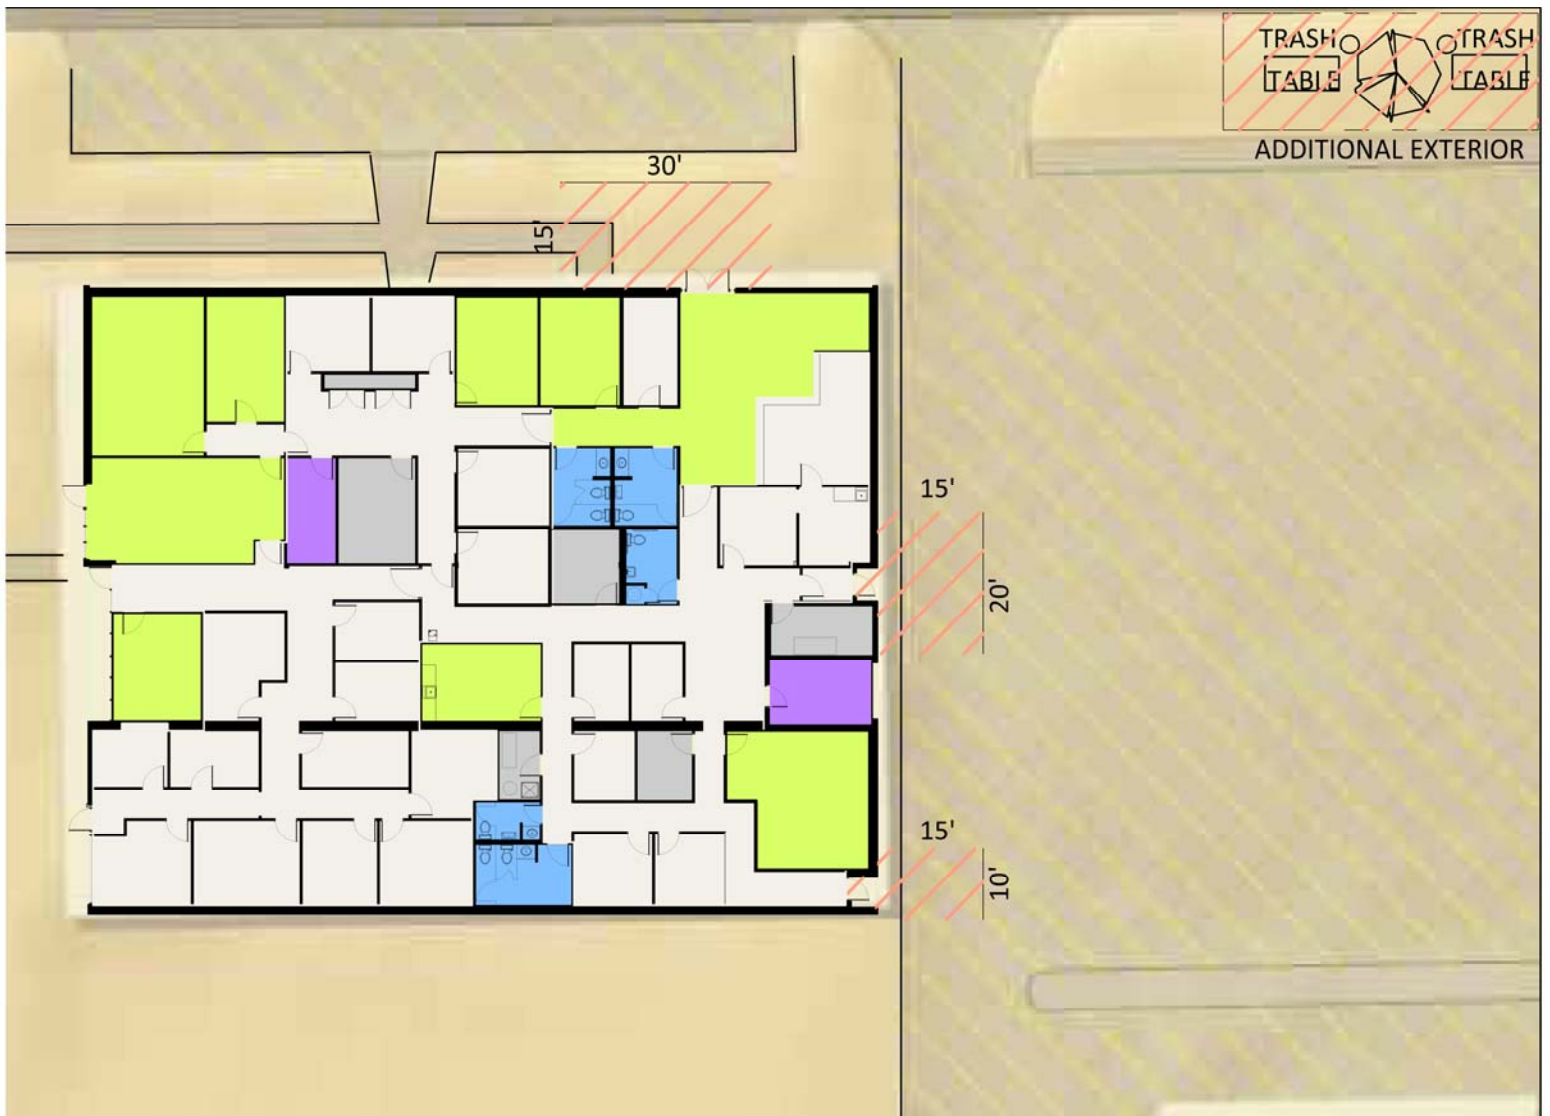 TRASH TRASH
TABLE TABLE
ADDITIONAL EXTERIOR
30'
15'
15'
20'
15'
10'